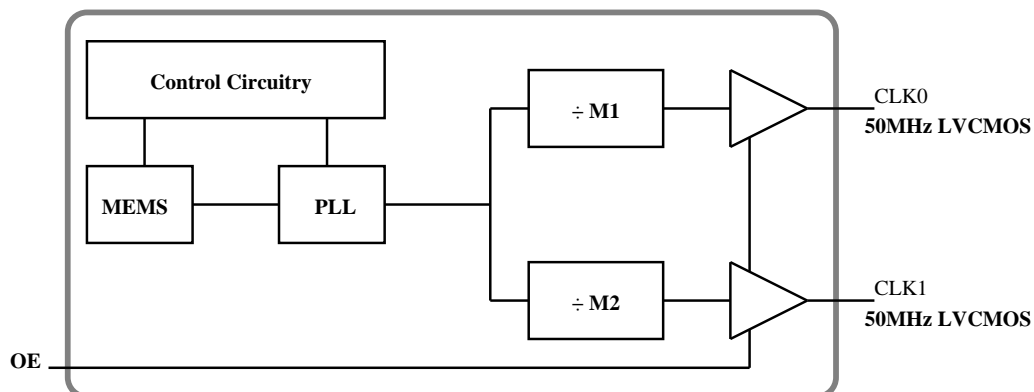 Control Circuitry
MEMS
PLL
÷ M1
÷ M2
CLK0
50MHz LVCMOS
CLK1
50MHz LVCMOS
OE